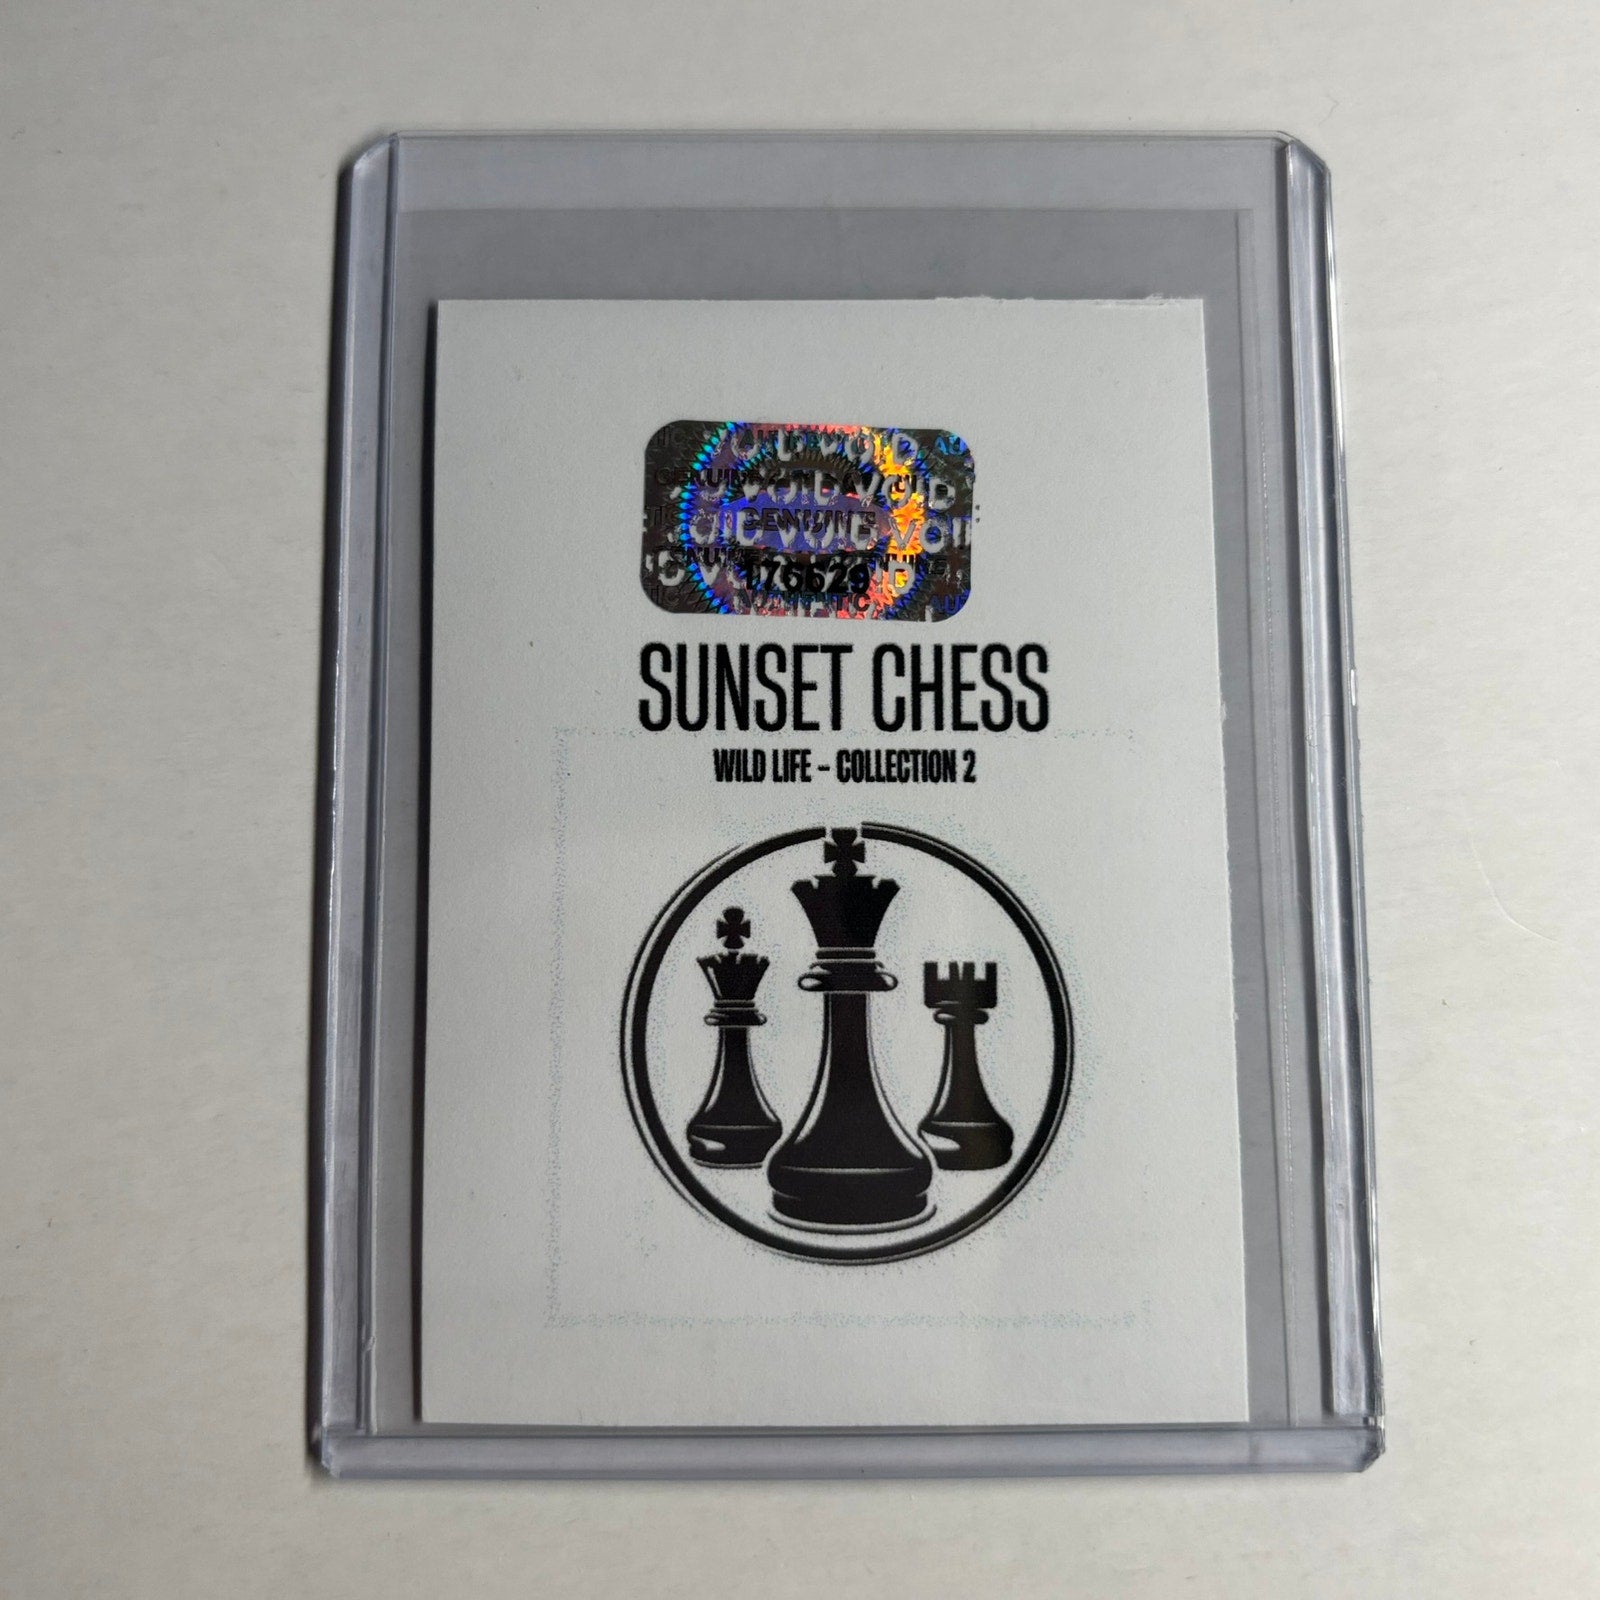 GENUINE
176629
SUNSET CHESS
WILD LIFE - COLLECTION 2